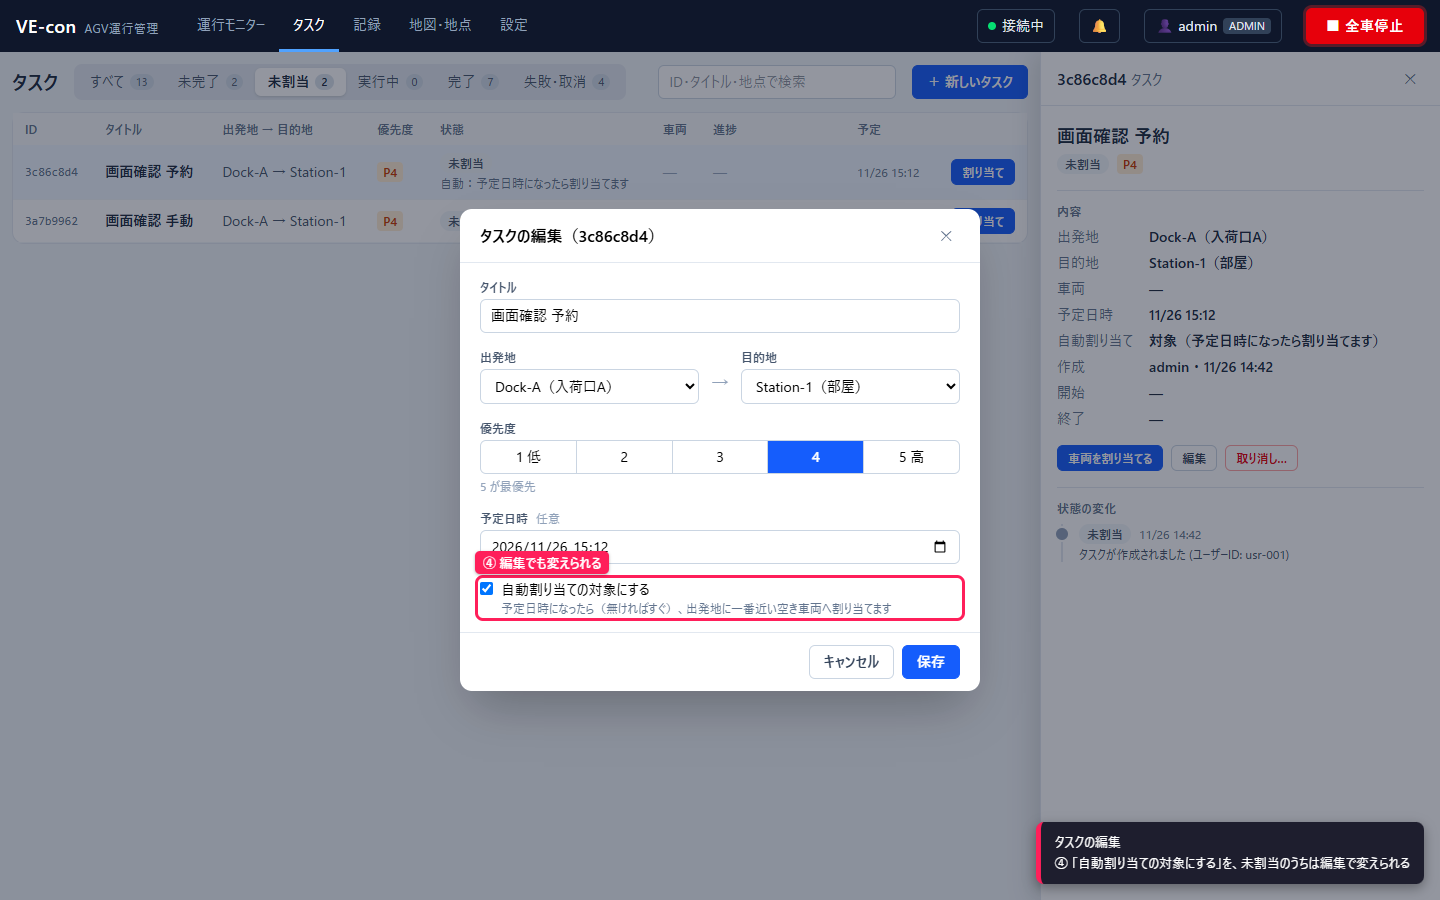 VE-con AGV運行管理 運行モニター タスク 記録 地図・地点 設定 接続中 admin ADMIN ■ 全車停止
タスク すべて 13 未完了 2 未割当 2 実行中 0 完了 7 失敗・取消 4 ID・タイトル・地点で検索 ＋ 新しいタスク
ID タイトル 出発地 → 目的地 優先度 状態 車両 進捗 予定
3c86c8d4 画面確認 予約 Dock-A → Station-1 P4 未割当 — — 11/26 15:12 割り当て
自動：予定日時になったら割り当てます
3a7b9962 画面確認 手動 Dock-A → Station-1 P4 未 当て
タスクの編集（3c86c8d4） ×
タイトル
画面確認 予約
出発地 目的地
Dock-A（入荷口A） → Station-1（部屋）
優先度
1 低 2 3 4 5 高
5 が最優先
予定日時 任意
2026/11/26 15:12
④ 編集でも変えられる
自動割り当ての対象にする
予定日時になったら（無ければすぐ）、出発地に一番近い空き車両へ割り当てます
キャンセル 保存
3c86c8d4 タスク ×
画面確認 予約
未割当 P4
内容
出発地 Dock-A（入荷口A）
目的地 Station-1（部屋）
車両 —
予定日時 11/26 15:12
自動割り当て 対象（予定日時になったら割り当てます）
作成 admin・11/26 14:42
開始 —
終了 —
車両を割り当てる 編集 取り消し...
状態の変化
未割当 11/26 14:42
タスクが作成されました (ユーザーID: usr-001)
タスクの編集
④「自動割り当ての対象にする」を、未割当のうちは編集で変えられる